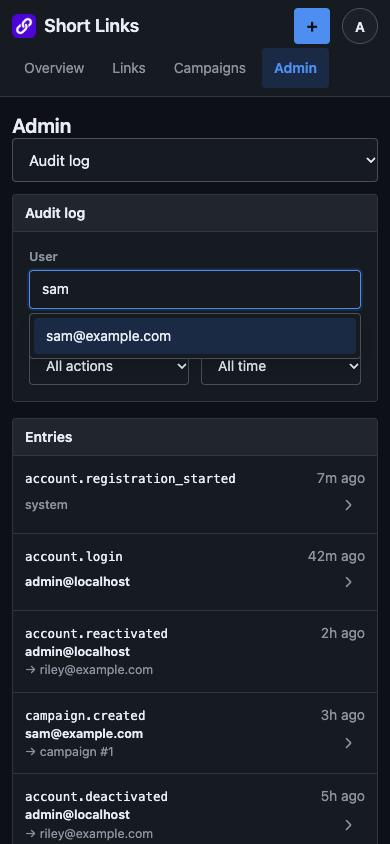 Short Links
+
A
Overview
Links
Campaigns
Admin
Admin
Audit log
Audit log
User
sam
sam@example.com
All actions
All time
Entries
account.registration_started
7m ago
system
account.login
42m ago
admin@localhost
account.reactivated
2h ago
admin@localhost
→ riley@example.com
campaign.created
3h ago
sam@example.com
→ campaign #1
account.deactivated
5h ago
admin@localhost
→ riley@example.com